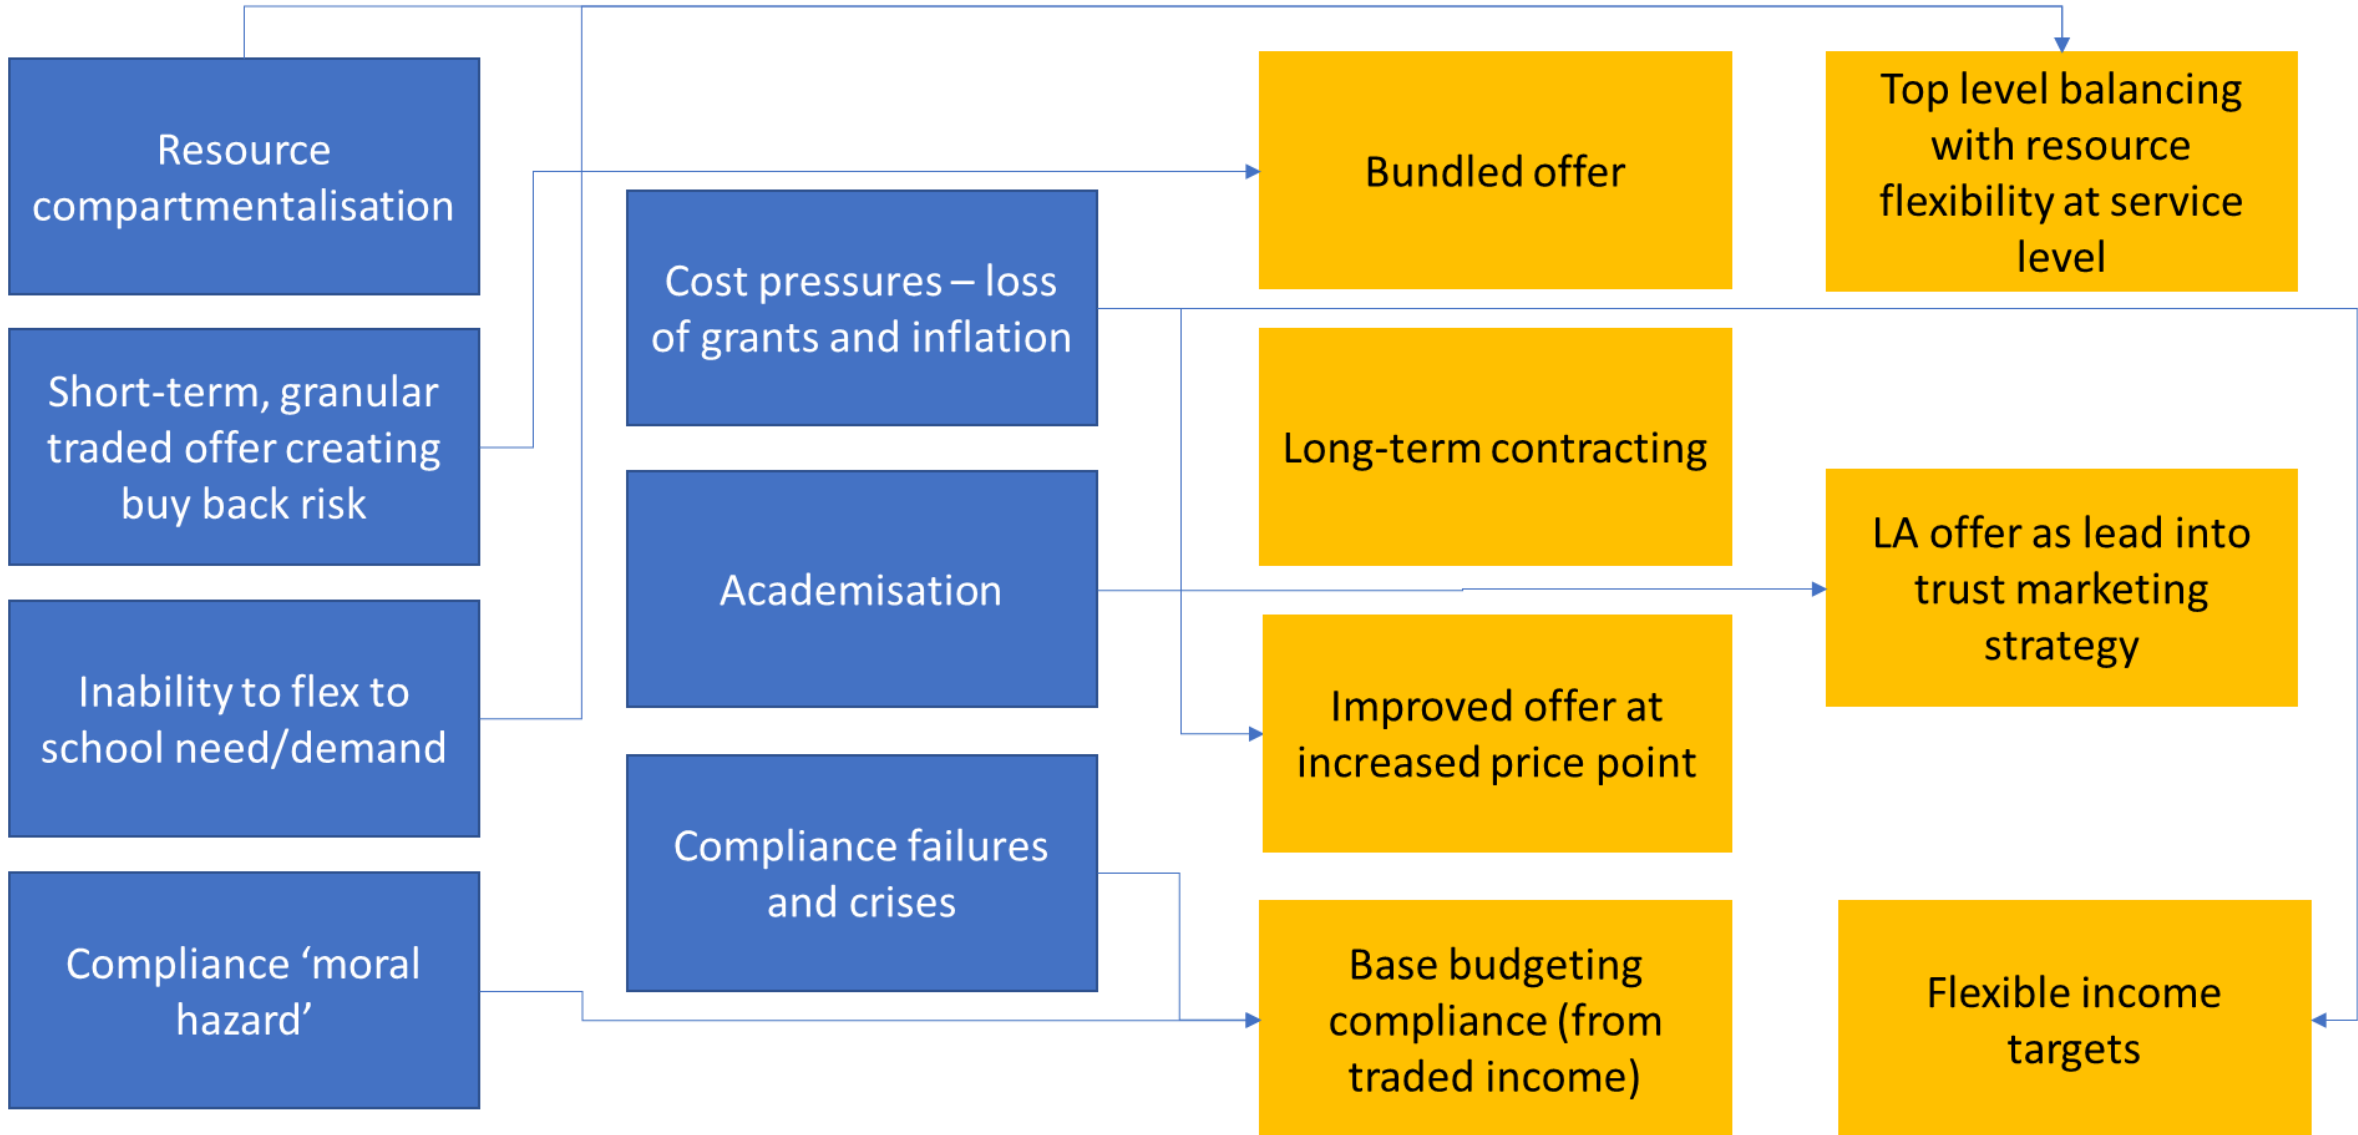 Resource
compartmentalisation
Short-term, granular
traded offer creating
buy back risk
Inability to flex to
school need/demand
Compliance ‘moral
hazard’
Cost pressures – loss
of grants and inflation
Academisation
Compliance failures
and crises
Bundled offer
Long-term contracting
Improved offer at
increased price point
Base budgeting
compliance (from
traded income)
Top level balancing
with resource
flexibility at service
level
LA offer as lead into
trust marketing
strategy
Flexible income
targets